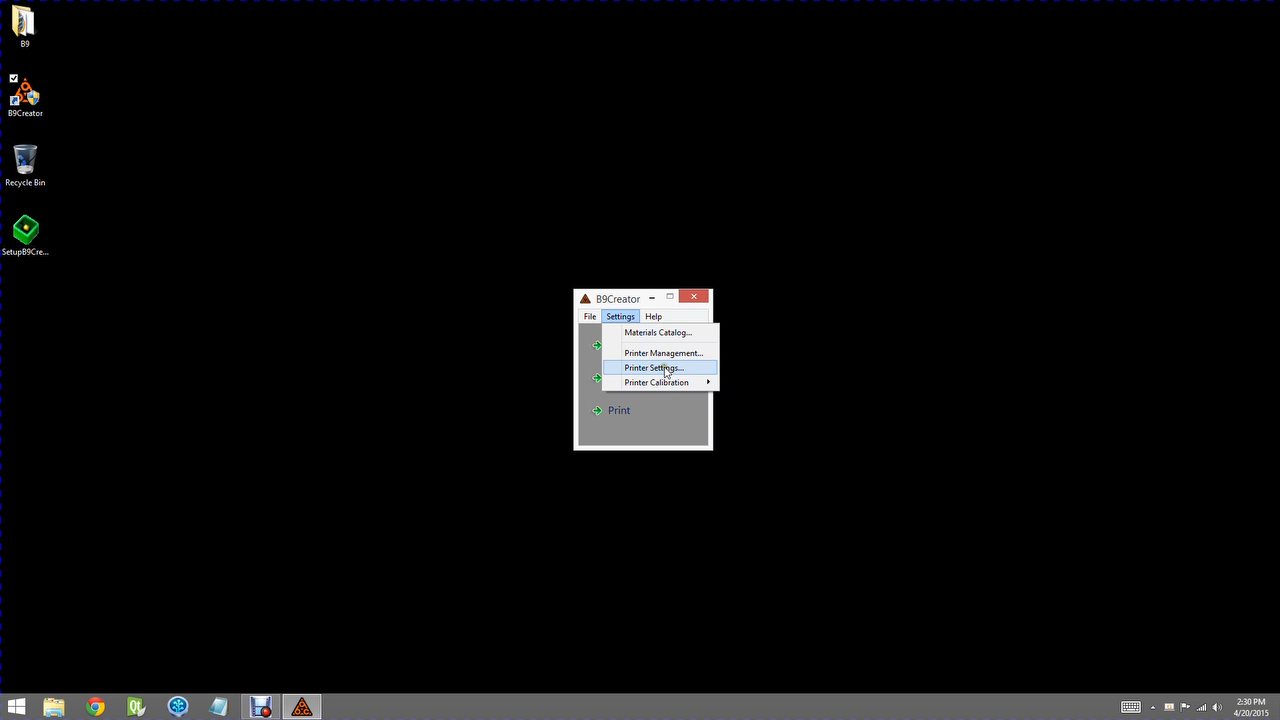 B9
B9Creator
Recycle Bin
SetupB9Cre...
B9Creator
File Settings Help
Materials Catalog...
Printer Management...
Printer Settings...
Printer Calibration
Print
2:30 PM
4/20/2015